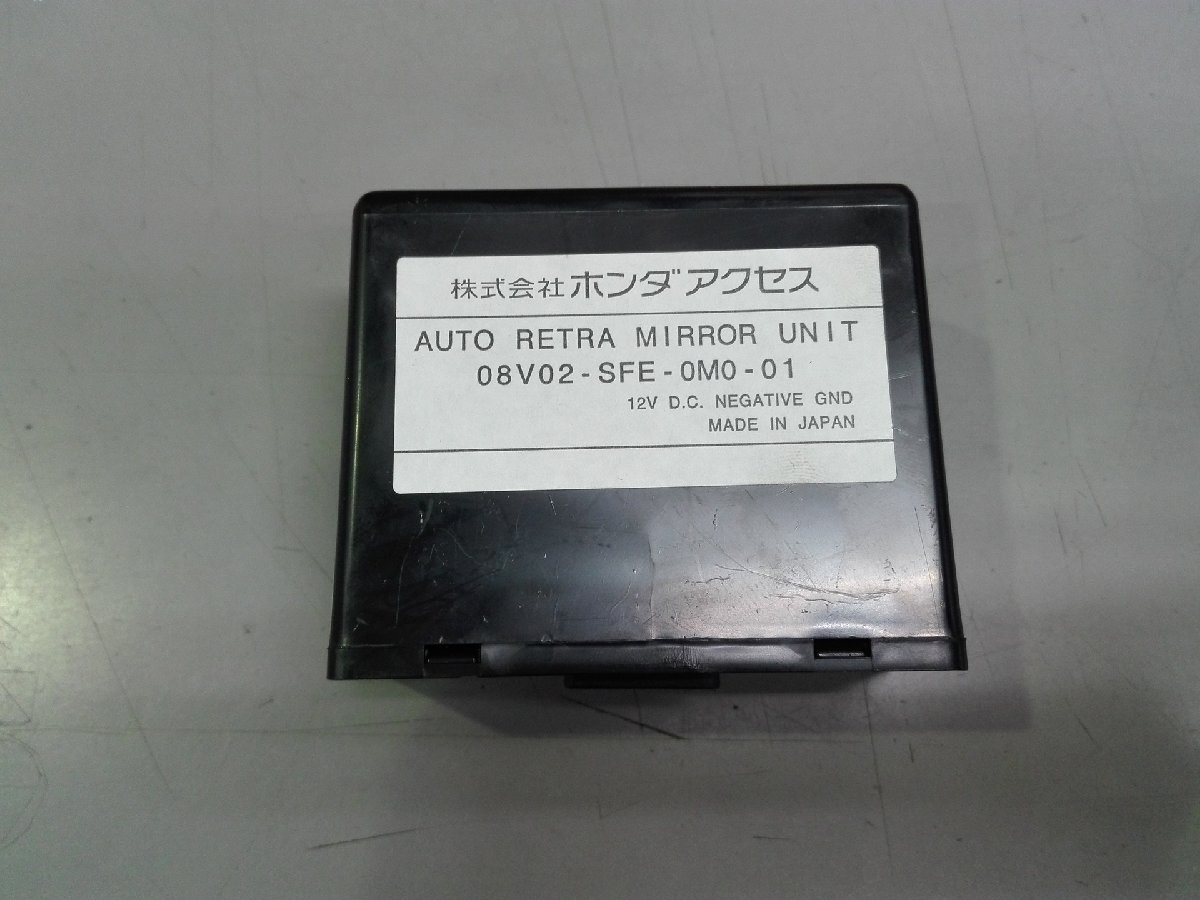 株式会社ホンダアクセス
AUTO RETRA MIRROR UNIT
08V02-SFE-0M0-01
12V D.C. NEGATIVE GND
MADE IN JAPAN